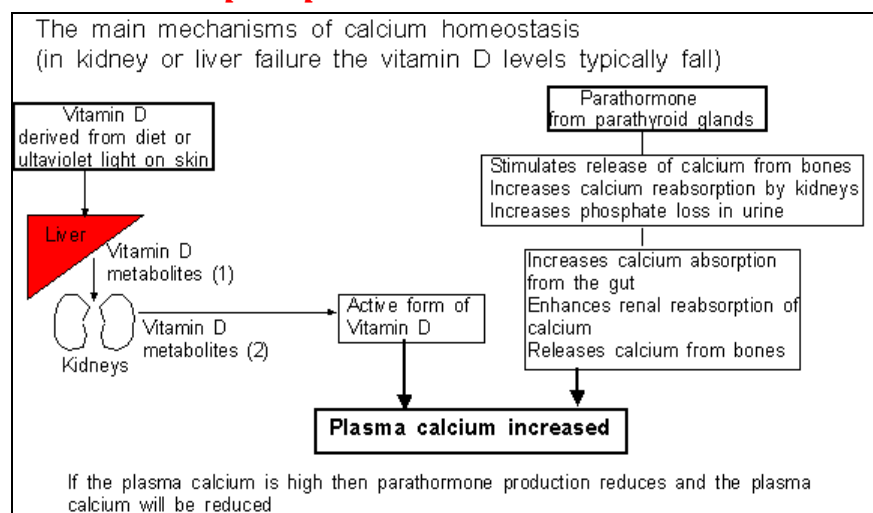 The main mechanisms of calcium homeostasis
(in kidney or liver failure the vitamin D levels typically fall)
Vitamin D
derived from diet or
ultaviolet light on skin
Liver
Vitamin D
metabolites (1)
Kidneys
Vitamin D
metabolites (2)
Active form of
Vitamin D
Parathormone
from parathyroid glands
Stimulates release of calcium from bones
Increases calcium reabsorption by kidneys
Increases phosphate loss in urine
Increases calcium absorption
from the gut
Enhances renal reabsorption of
calcium
Releases calcium from bones
Plasma calcium increased
If the plasma calcium is high then parathormone production reduces and the plasma
calcium will be reduced